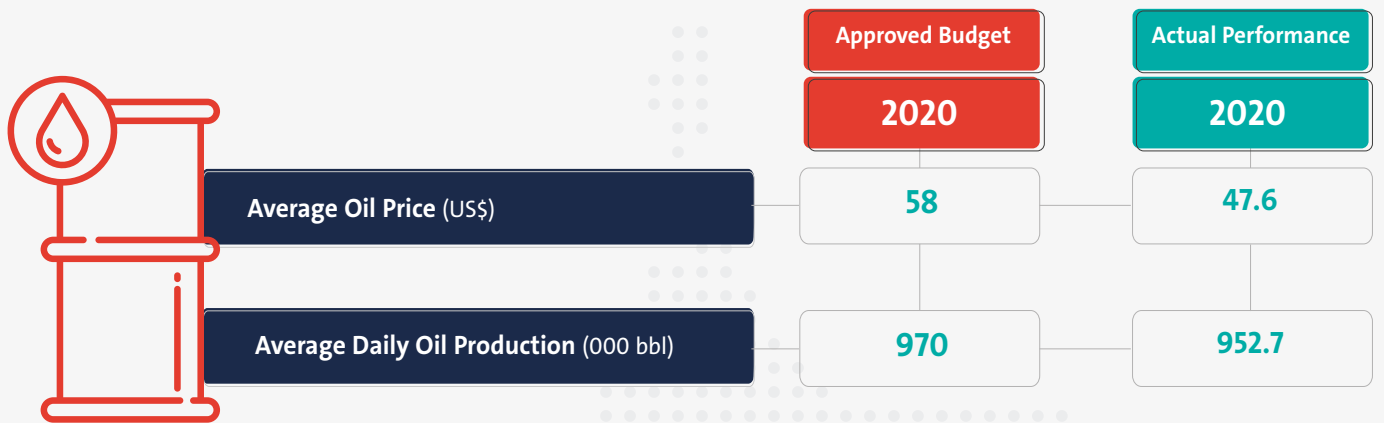 Approved Budget
Actual Performance
2020
2020
Average Oil Price (US$)
58
47.6
Average Daily Oil Production (000 bbl)
970
952.7